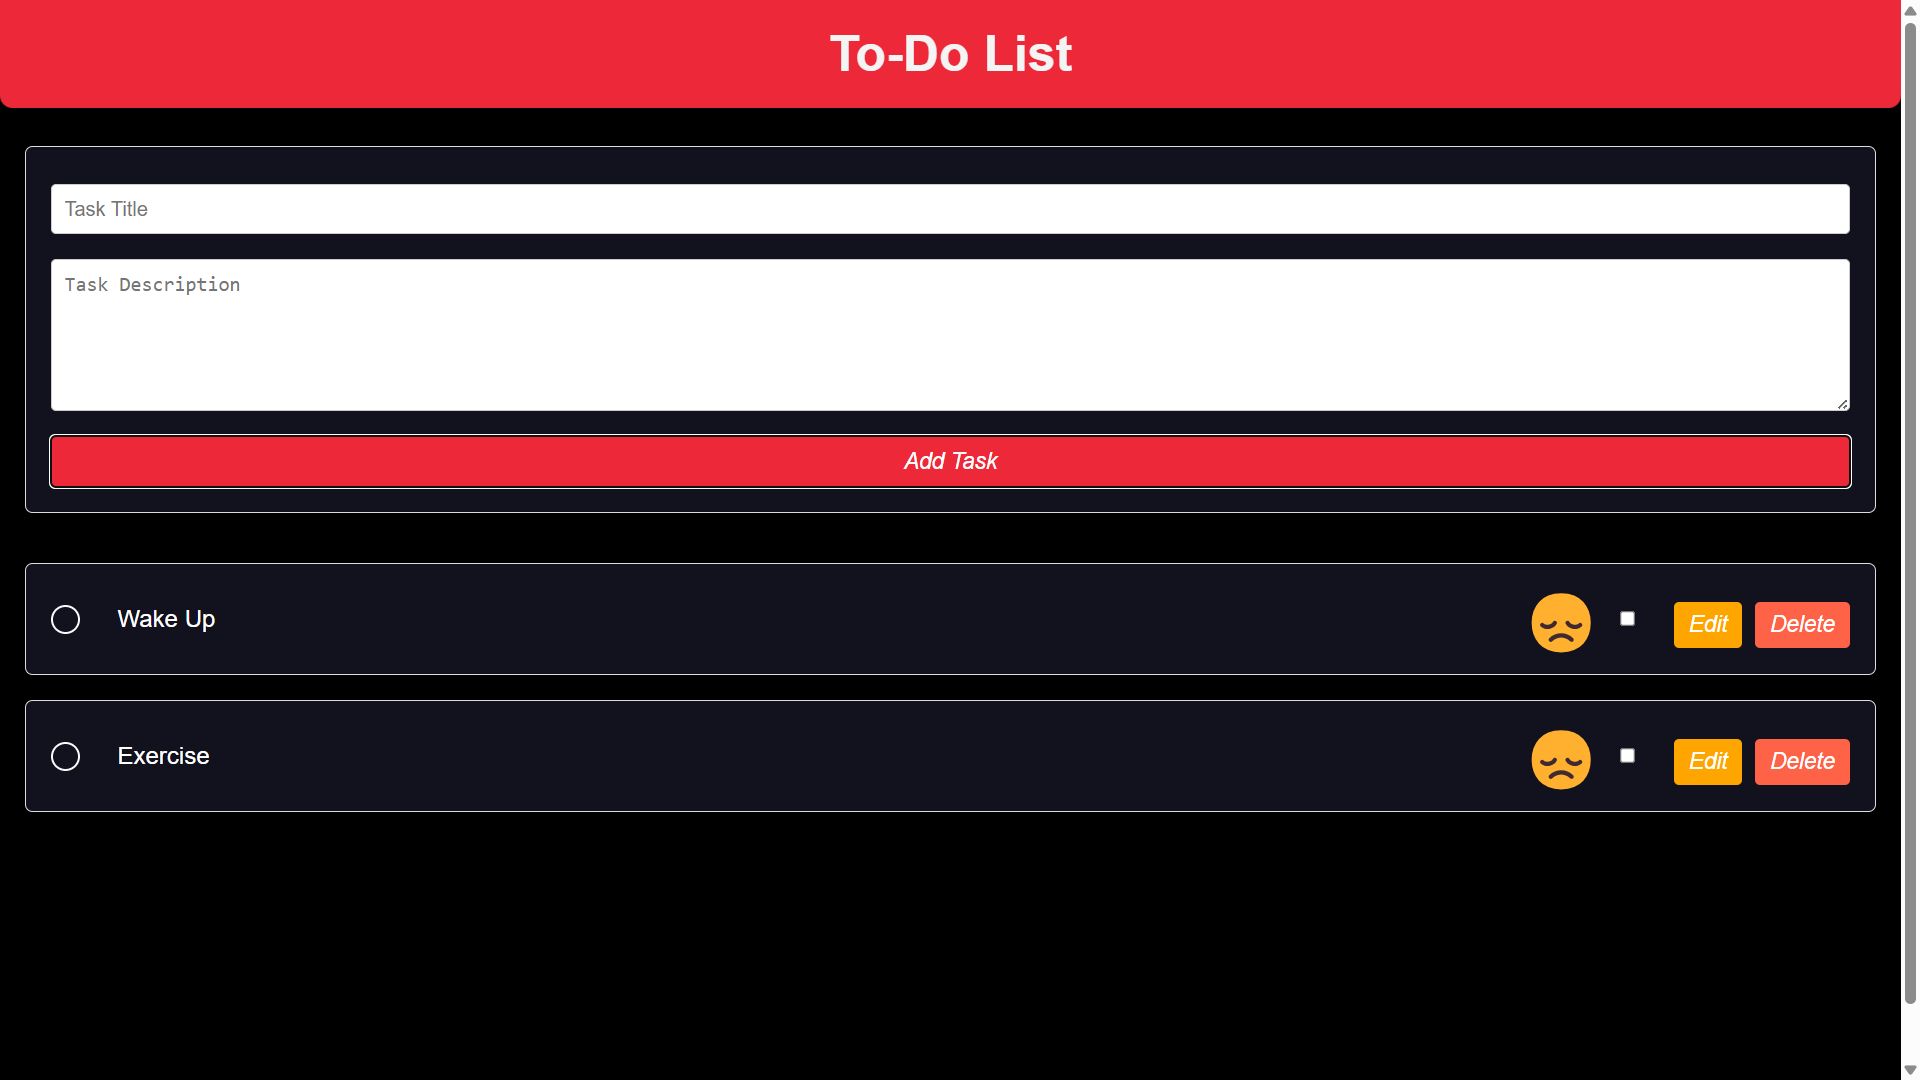 To-Do List
Task Title
Task Description
Add Task
Wake Up Edit Delete
Exercise Edit Delete